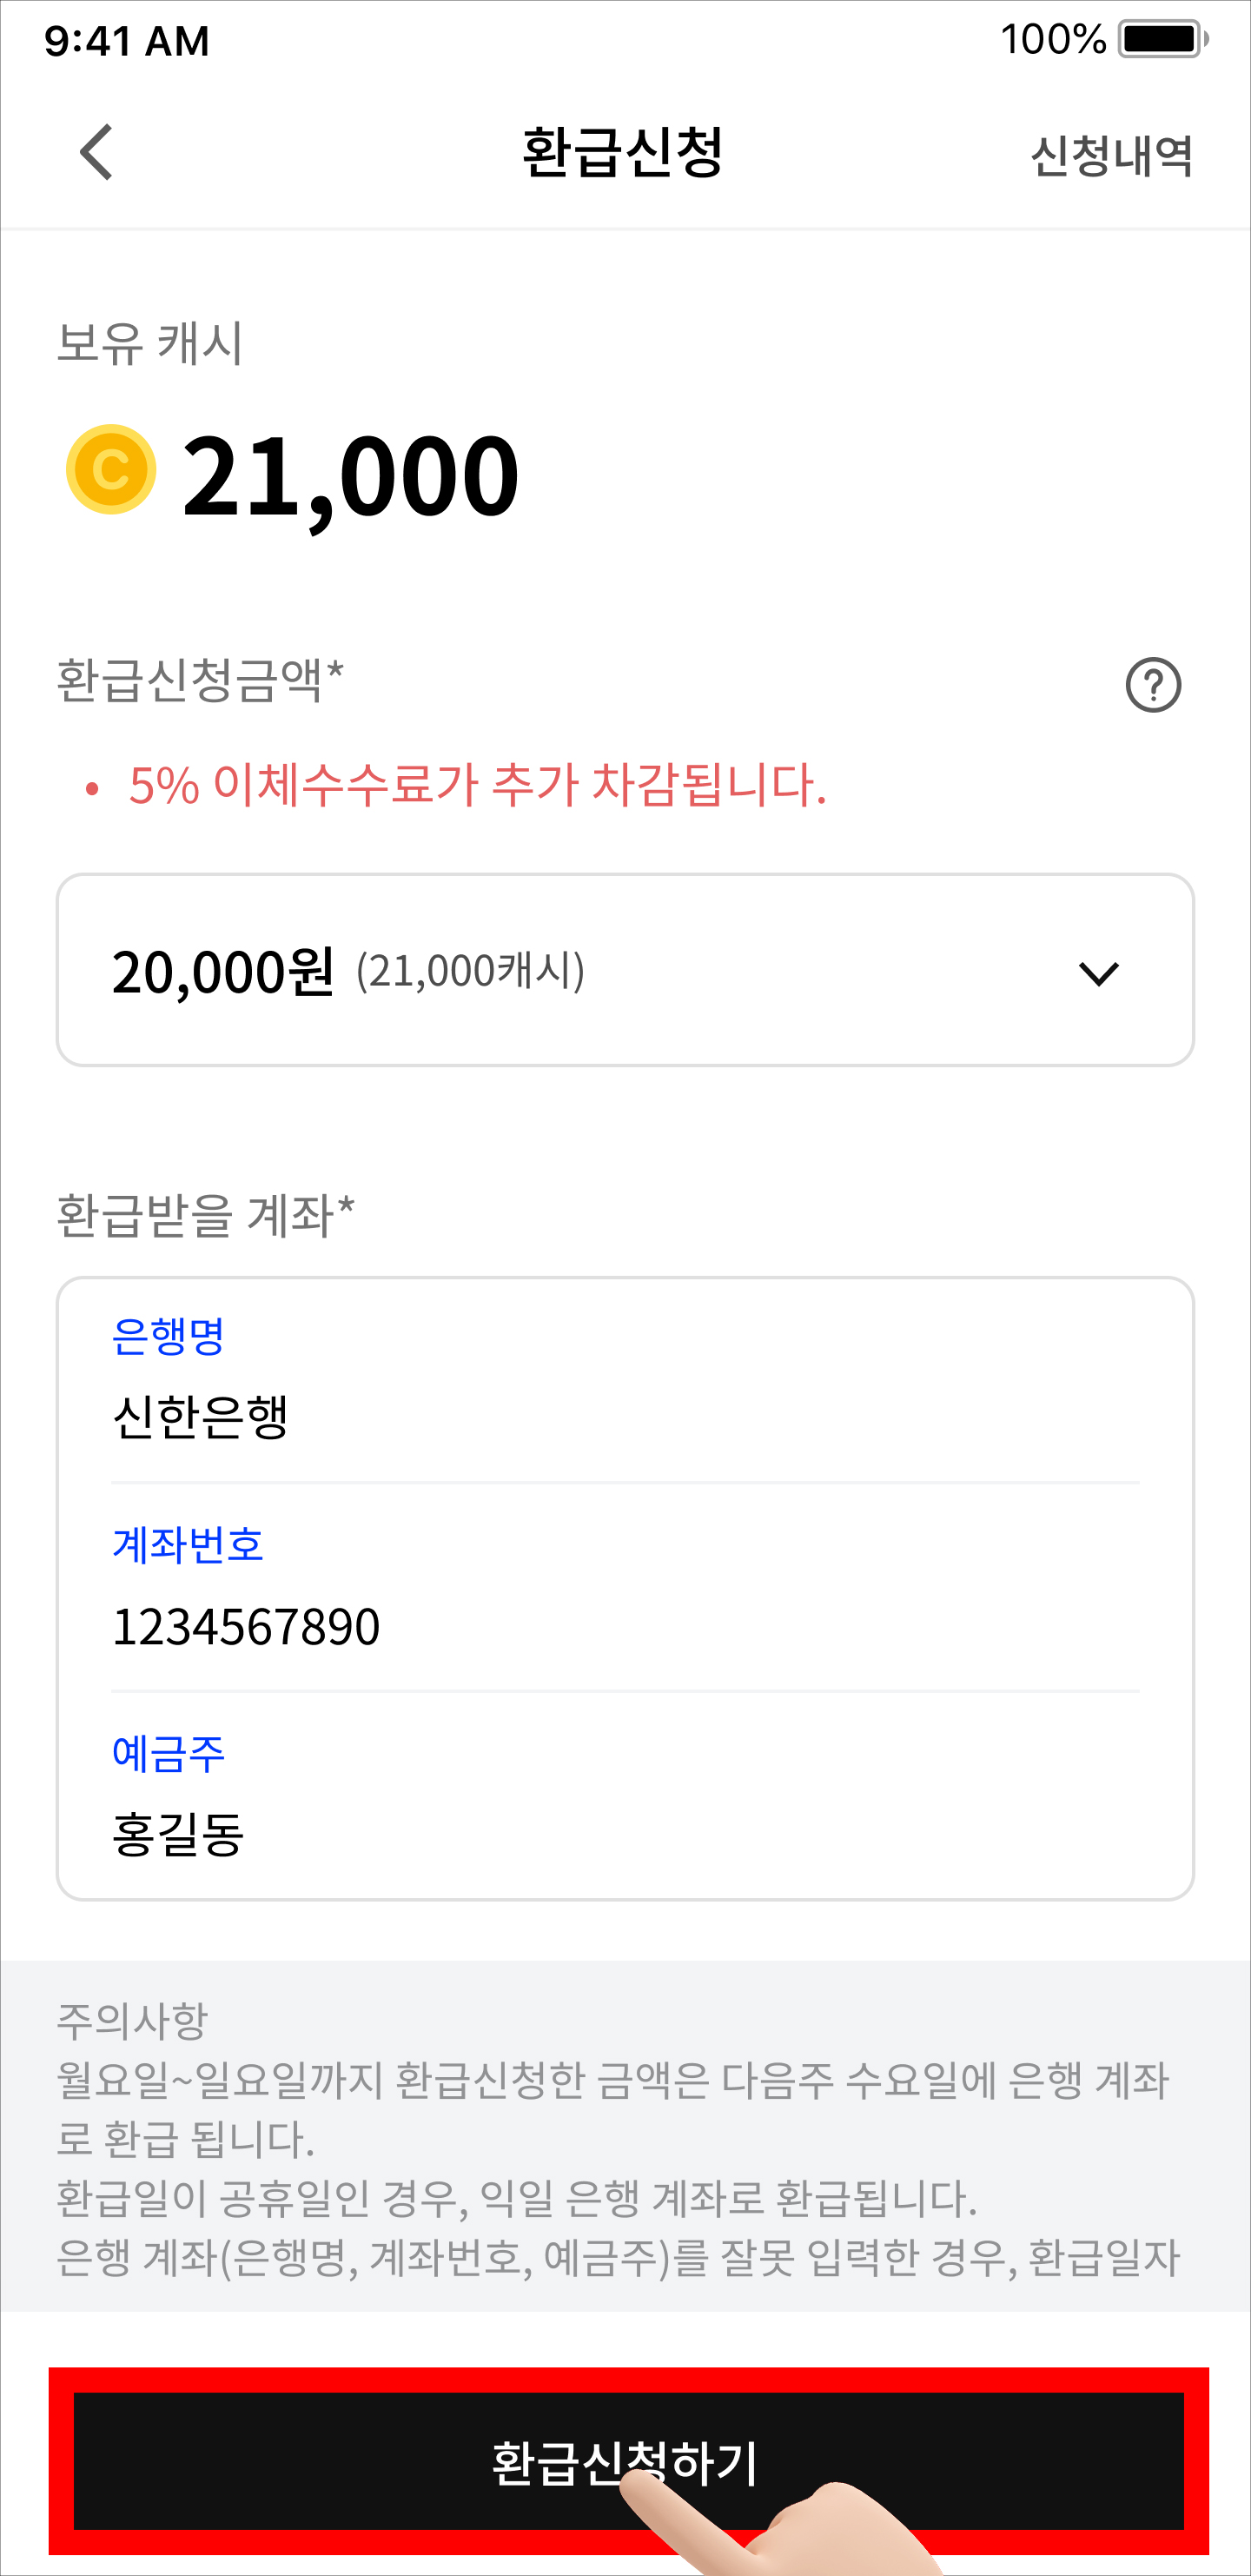 9:41 AM
100%
환급신청
신청내역
보유 캐시
C 21,000
환급신청금액*
?
• 5% 이체수수료가 추가 차감됩니다.
20,000원 (21,000캐시)
환급받을 계좌*
은행명
신한은행
계좌번호
1234567890
예금주
홍길동
주의사항
월요일~일요일까지 환급신청한 금액은 다음주 수요일에 은행 계좌
로 환급 됩니다.
환급일이 공휴일인 경우, 익일 은행 계좌로 환급됩니다.
은행 계좌(은행명, 계좌번호, 예금주)를 잘못 입력한 경우, 환급일자
환급신청하기